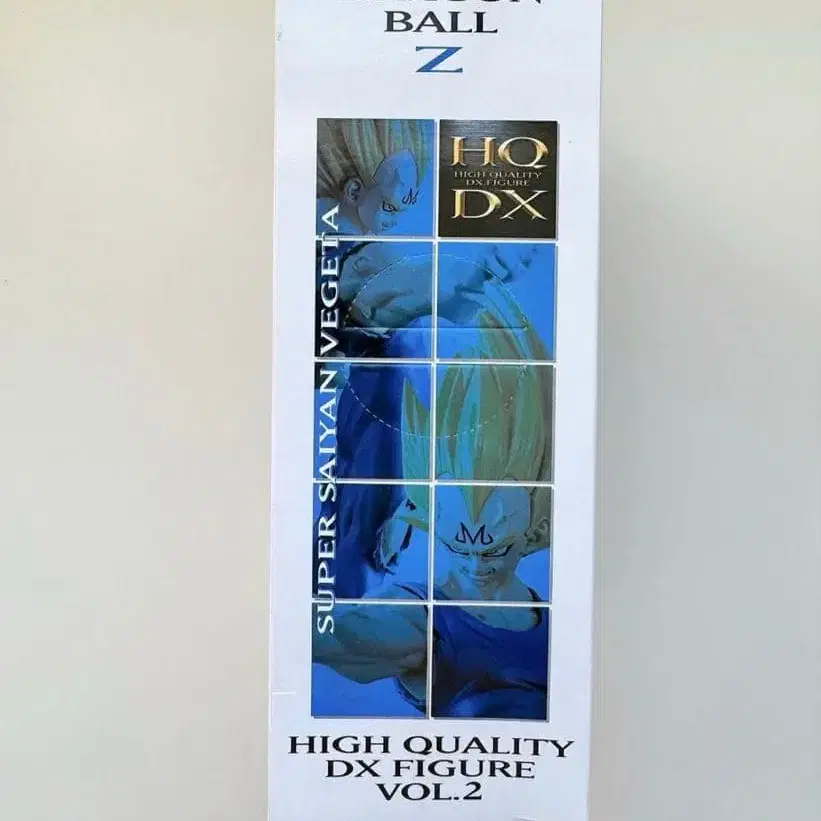 BALL
Z
HQ
HIGH QUALITY
DX FIGURE
DX
SUPER SAIYAN VEGETA
HIGH QUALITY
DX FIGURE
VOL.2